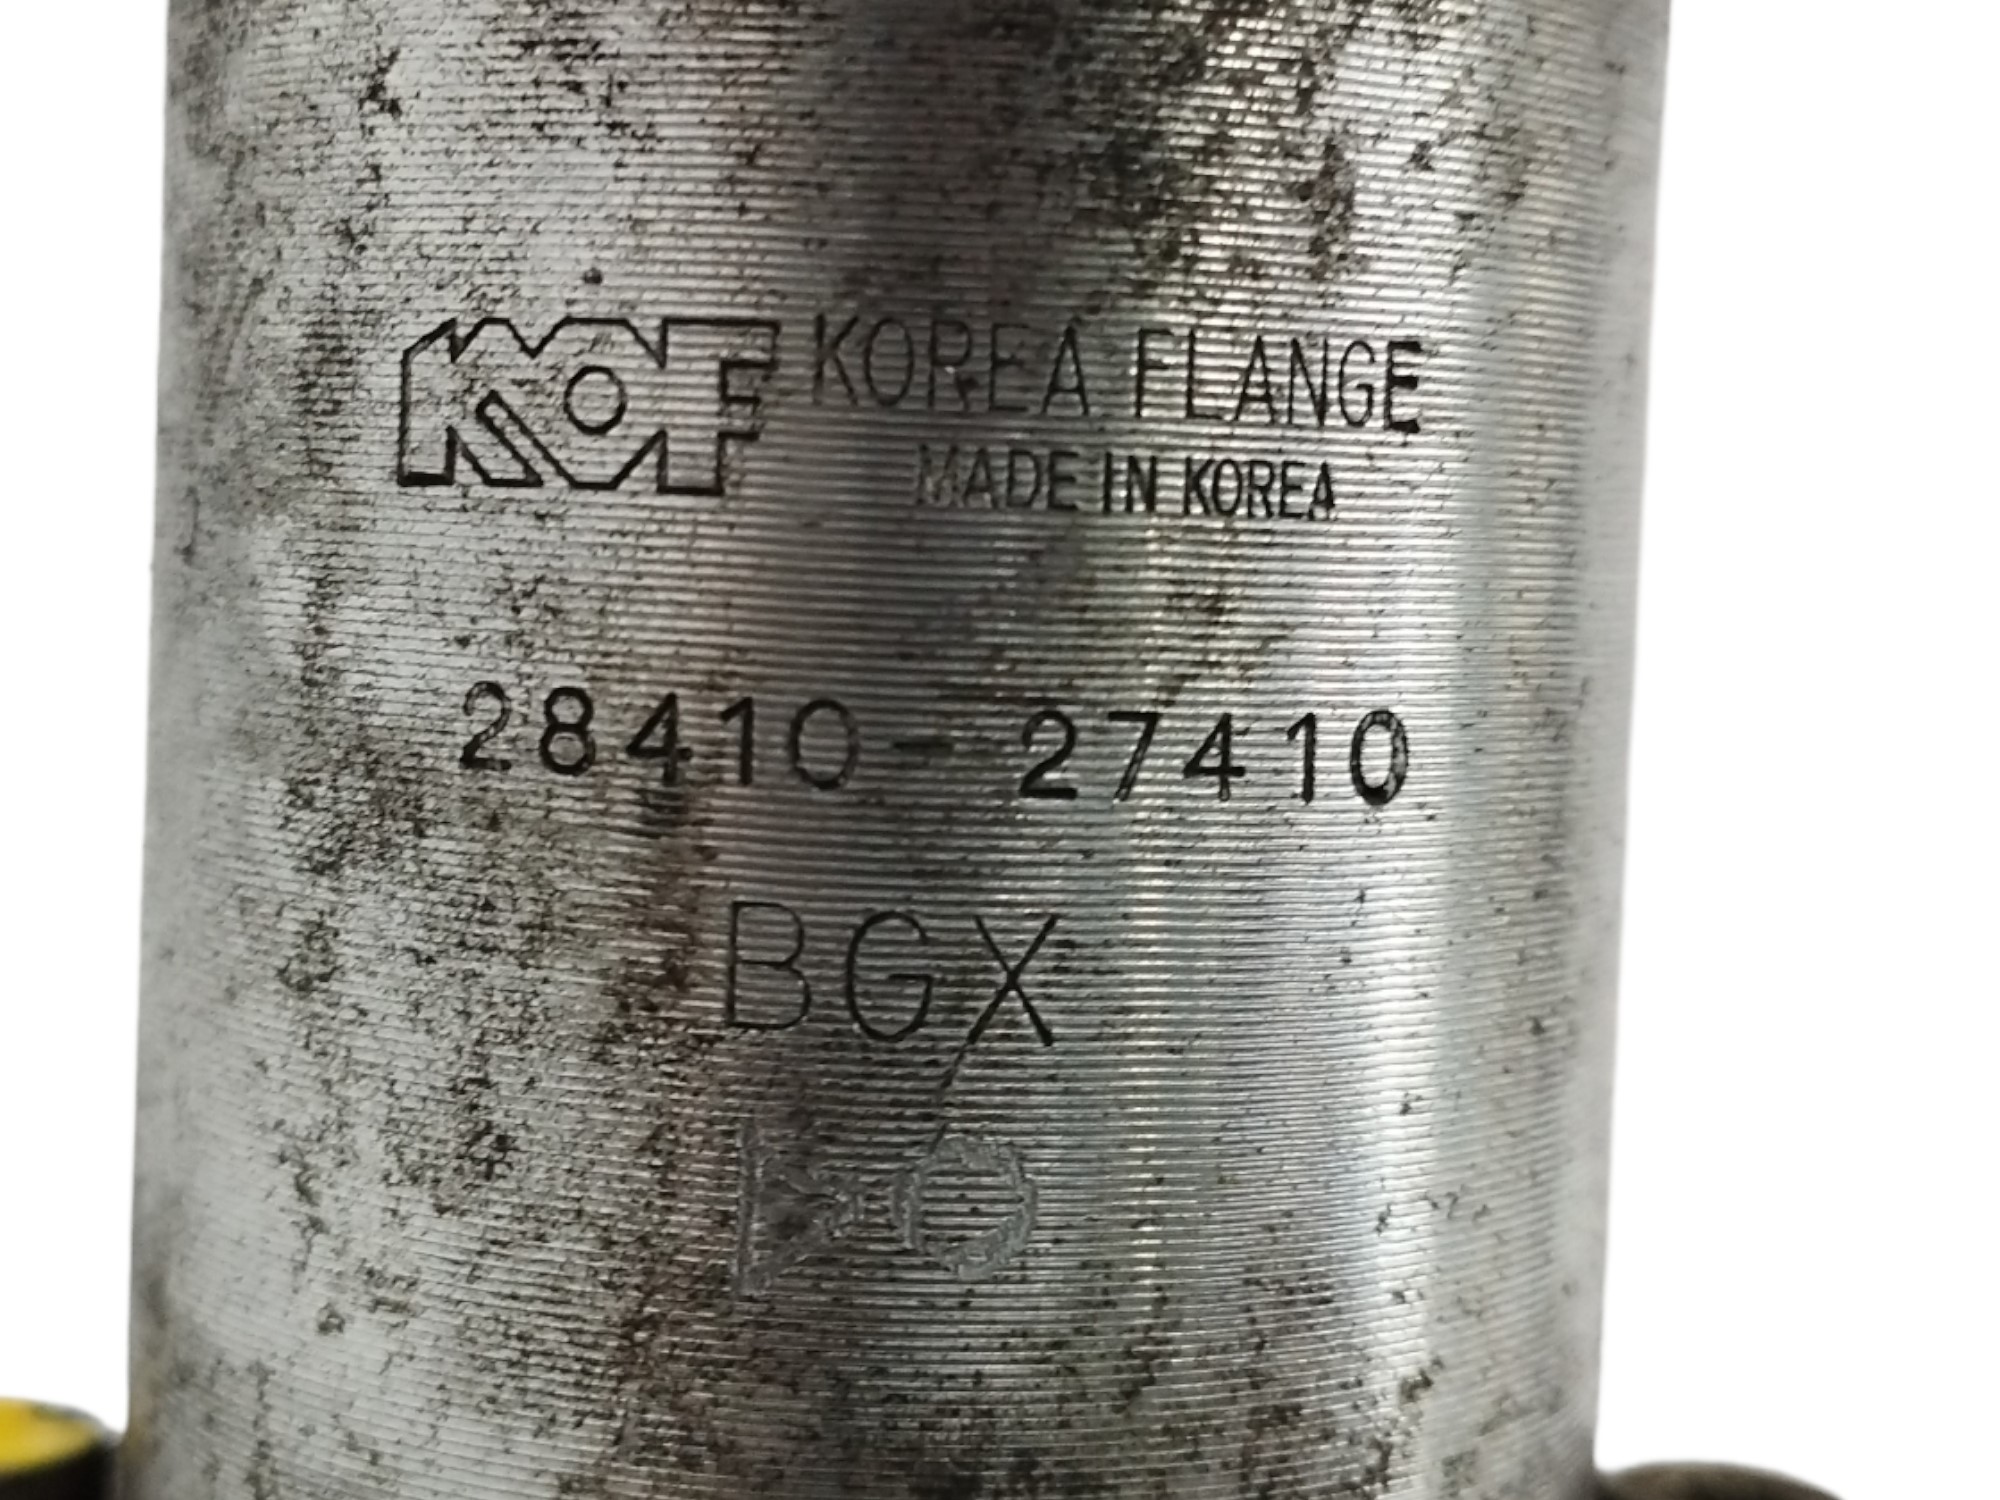 KOF KOREA FLANGE
MADE IN KOREA
28410-27410
BGX